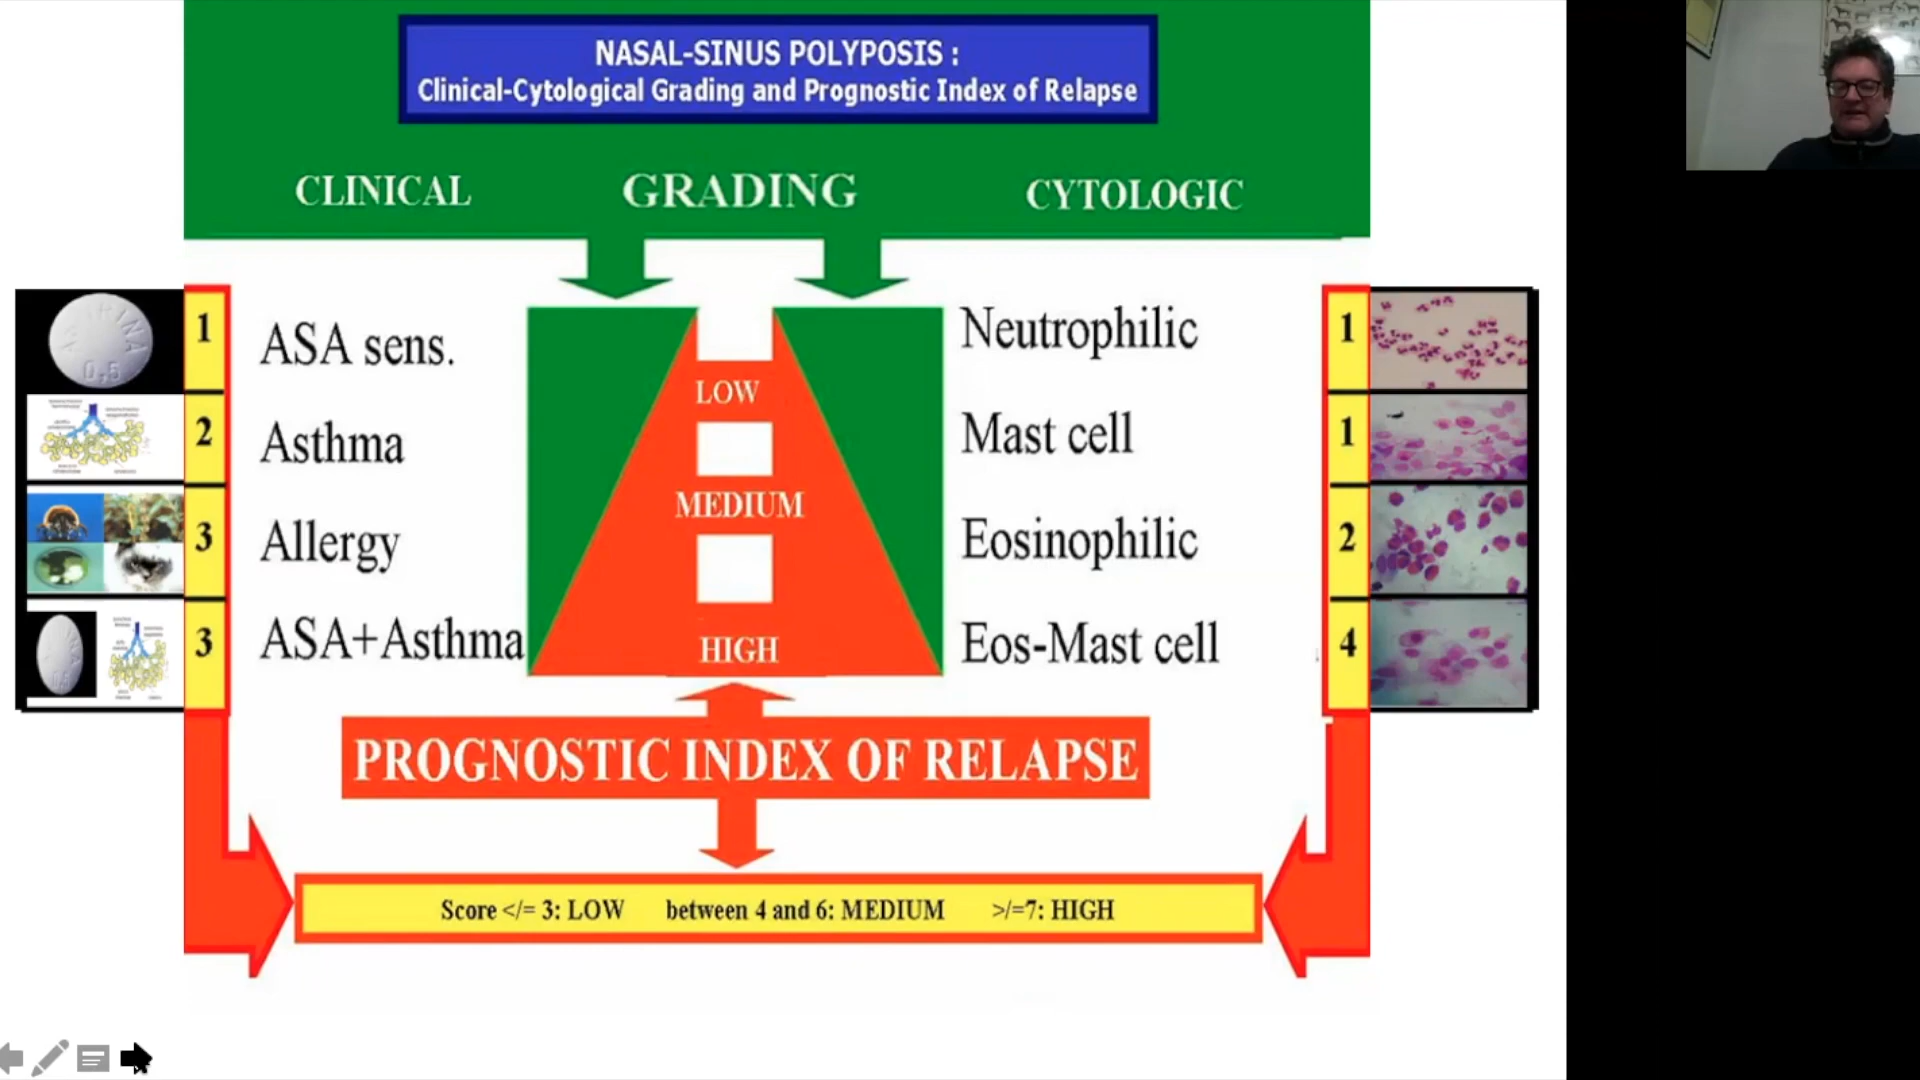 NASAL-SINUS POLYPOSIS :
Clinical-Cytological Grading and Prognostic Index of Relapse
CLINICAL
GRADING
CYTOLOGIC
1
ASA sens.
2
Asthma
3
Allergy
3
ASA+Asthma
LOW
MEDIUM
HIGH
Neutrophilic
1
Mast cell
1
Eosinophilic
2
Eos-Mast cell
4
PROGNOSTIC INDEX OF RELAPSE
Score </= 3: LOW between 4 and 6: MEDIUM >/=7: HIGH
0,5